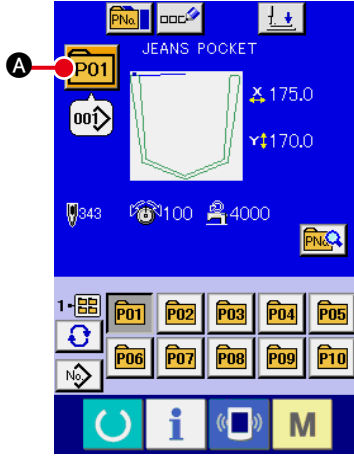 PNo.
A
P01
JEANS POCKET
001
X 175.0
Y 170.0
343
100
4000
PNo.
1-
P01 P02 P03 P04 P05
No.
P06 P07 P08 P09 P10
i
M